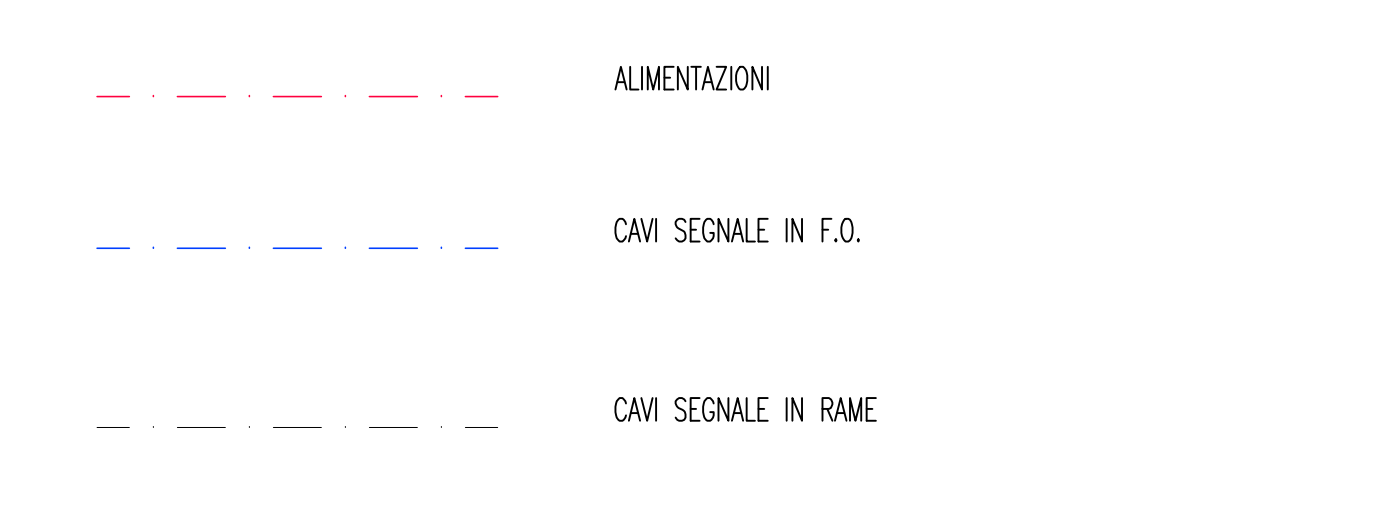 ALIMENTAZIONI
CAVI SEGNALE IN F.O.
CAVI SEGNALE IN RAME